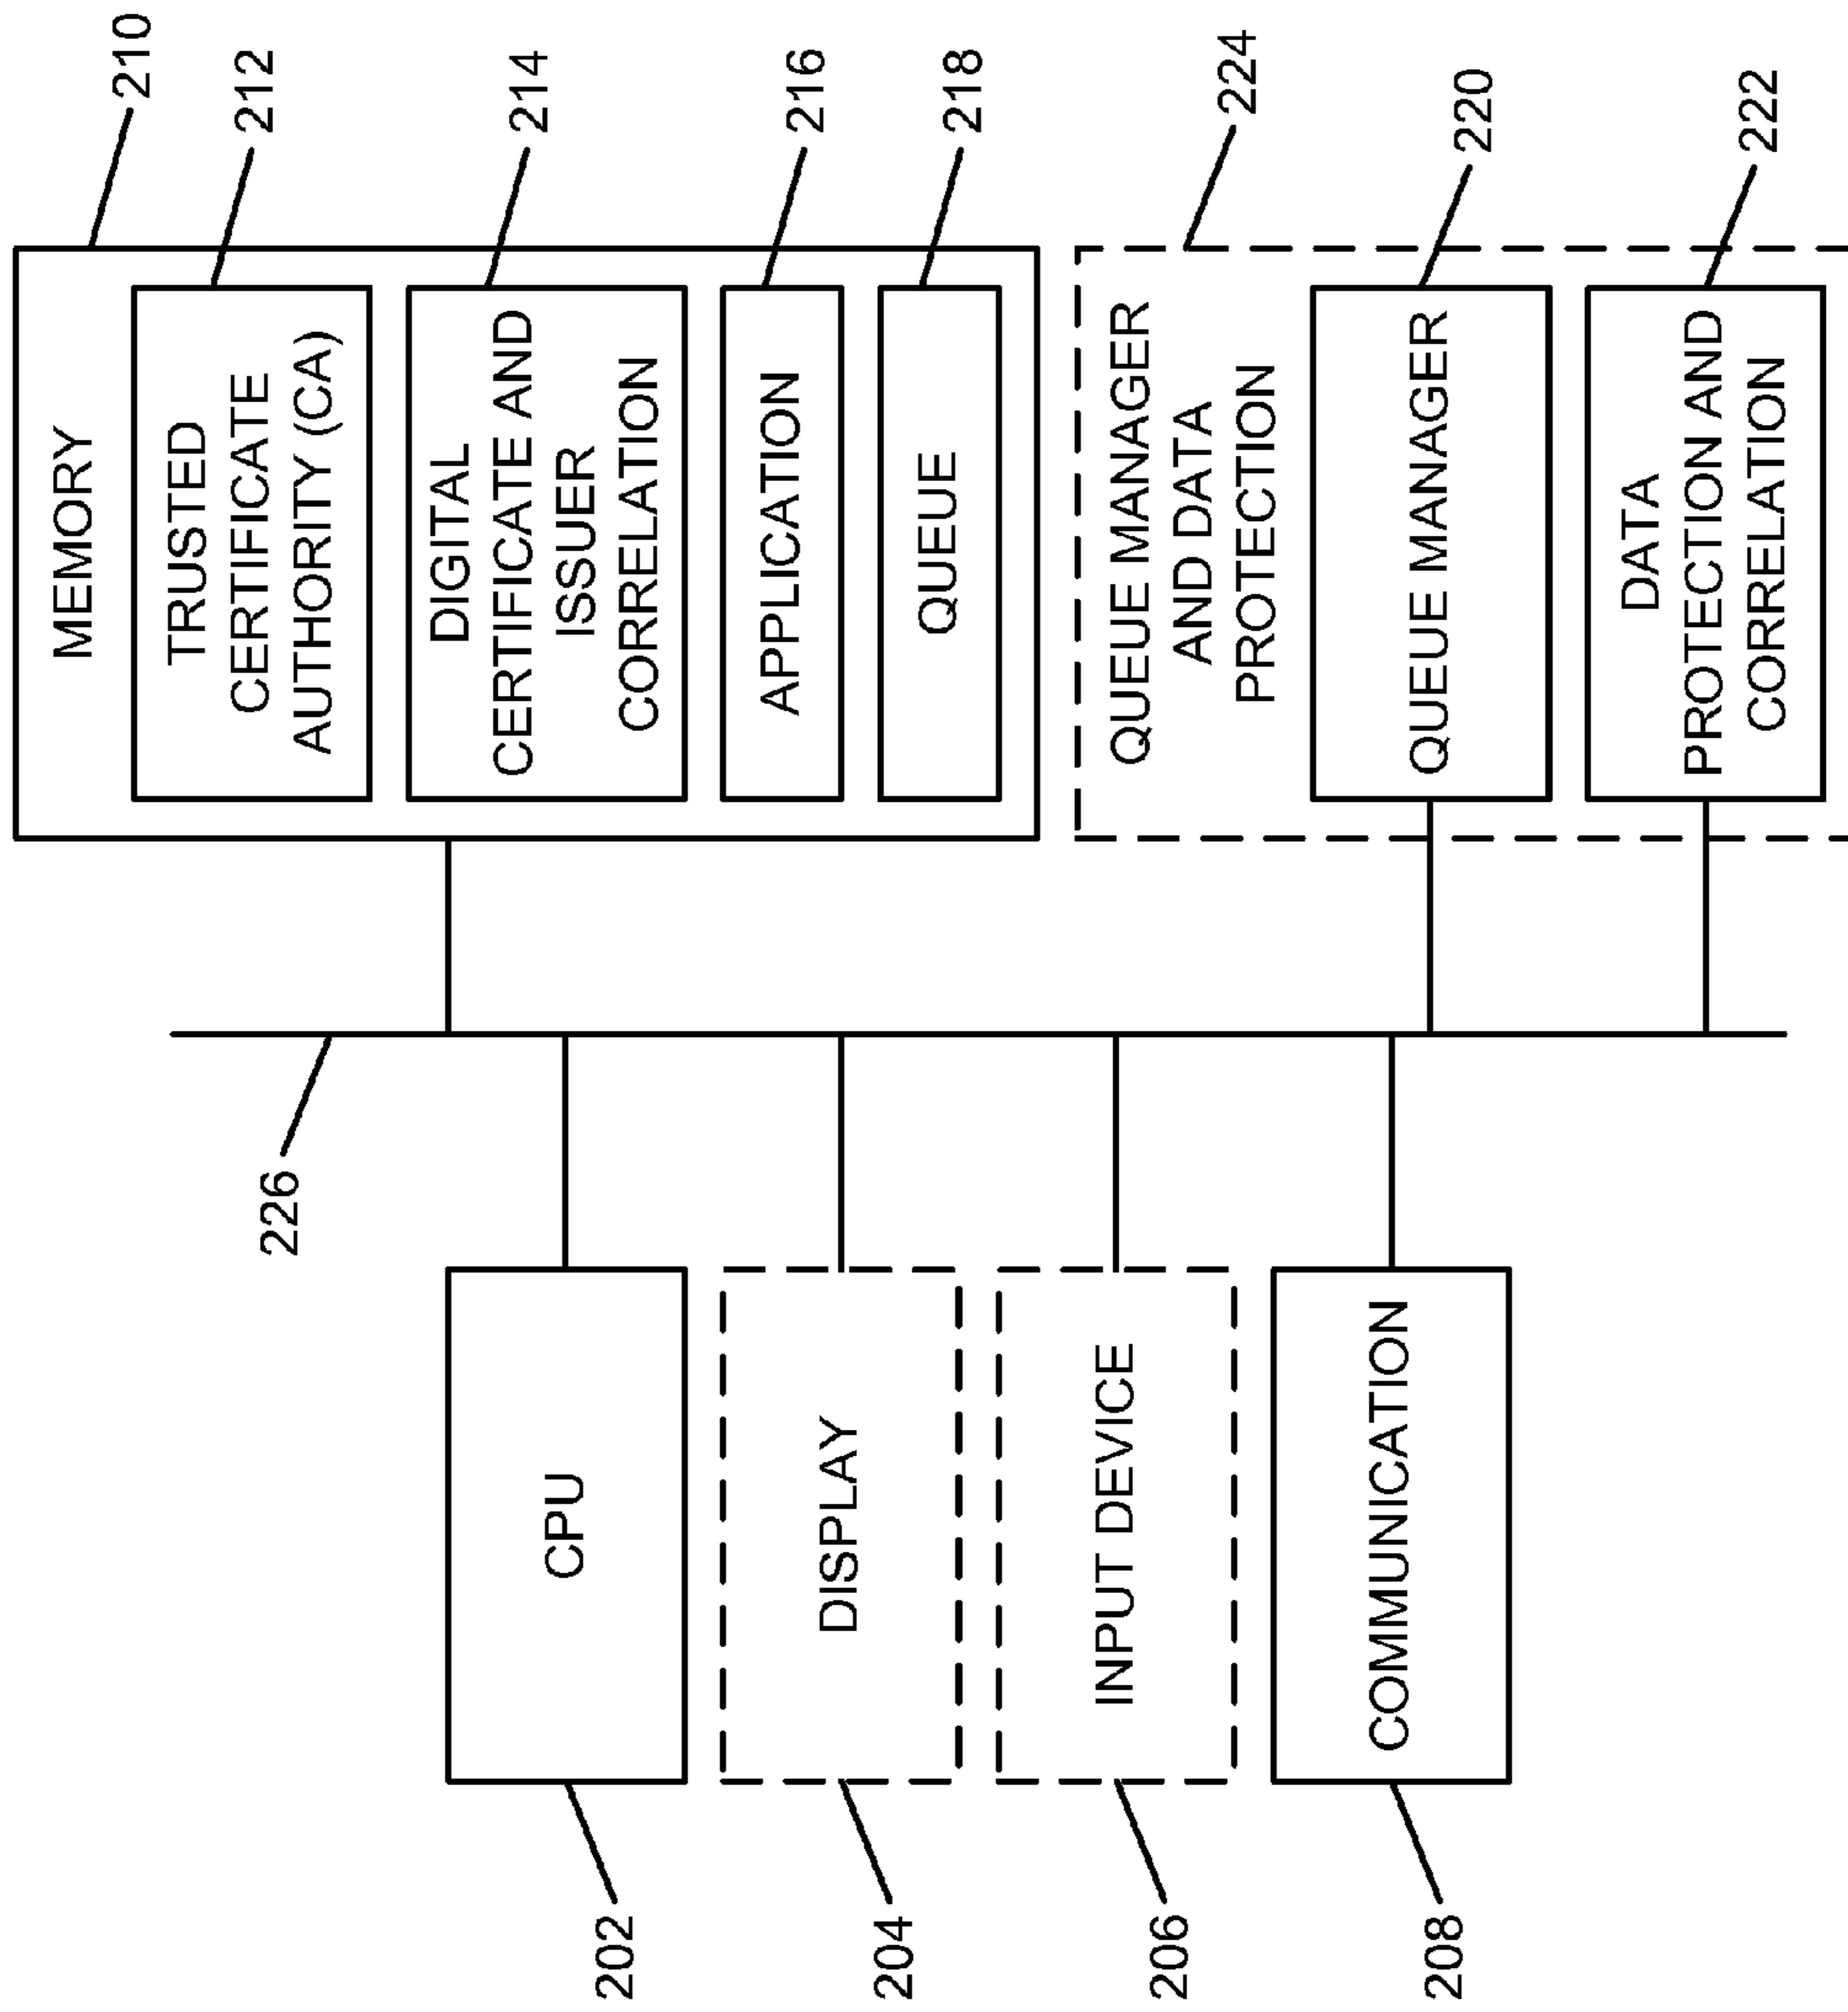 202
CPU
204
DISPLAY
206
INPUT DEVICE
208
COMMUNICATION
226
MEMORY
210
TRUSTED
CERTIFICATE
AUTHORITY (CA)
212
DIGITAL
CERTIFICATE AND
ISSUER
CORRELATION
214
APPLICATION
216
QUEUE
218
QUEUE MANAGER
AND DATA
PROTECTION
224
QUEUE MANAGER
220
DATA
PROTECTION AND
CORRELATION
222